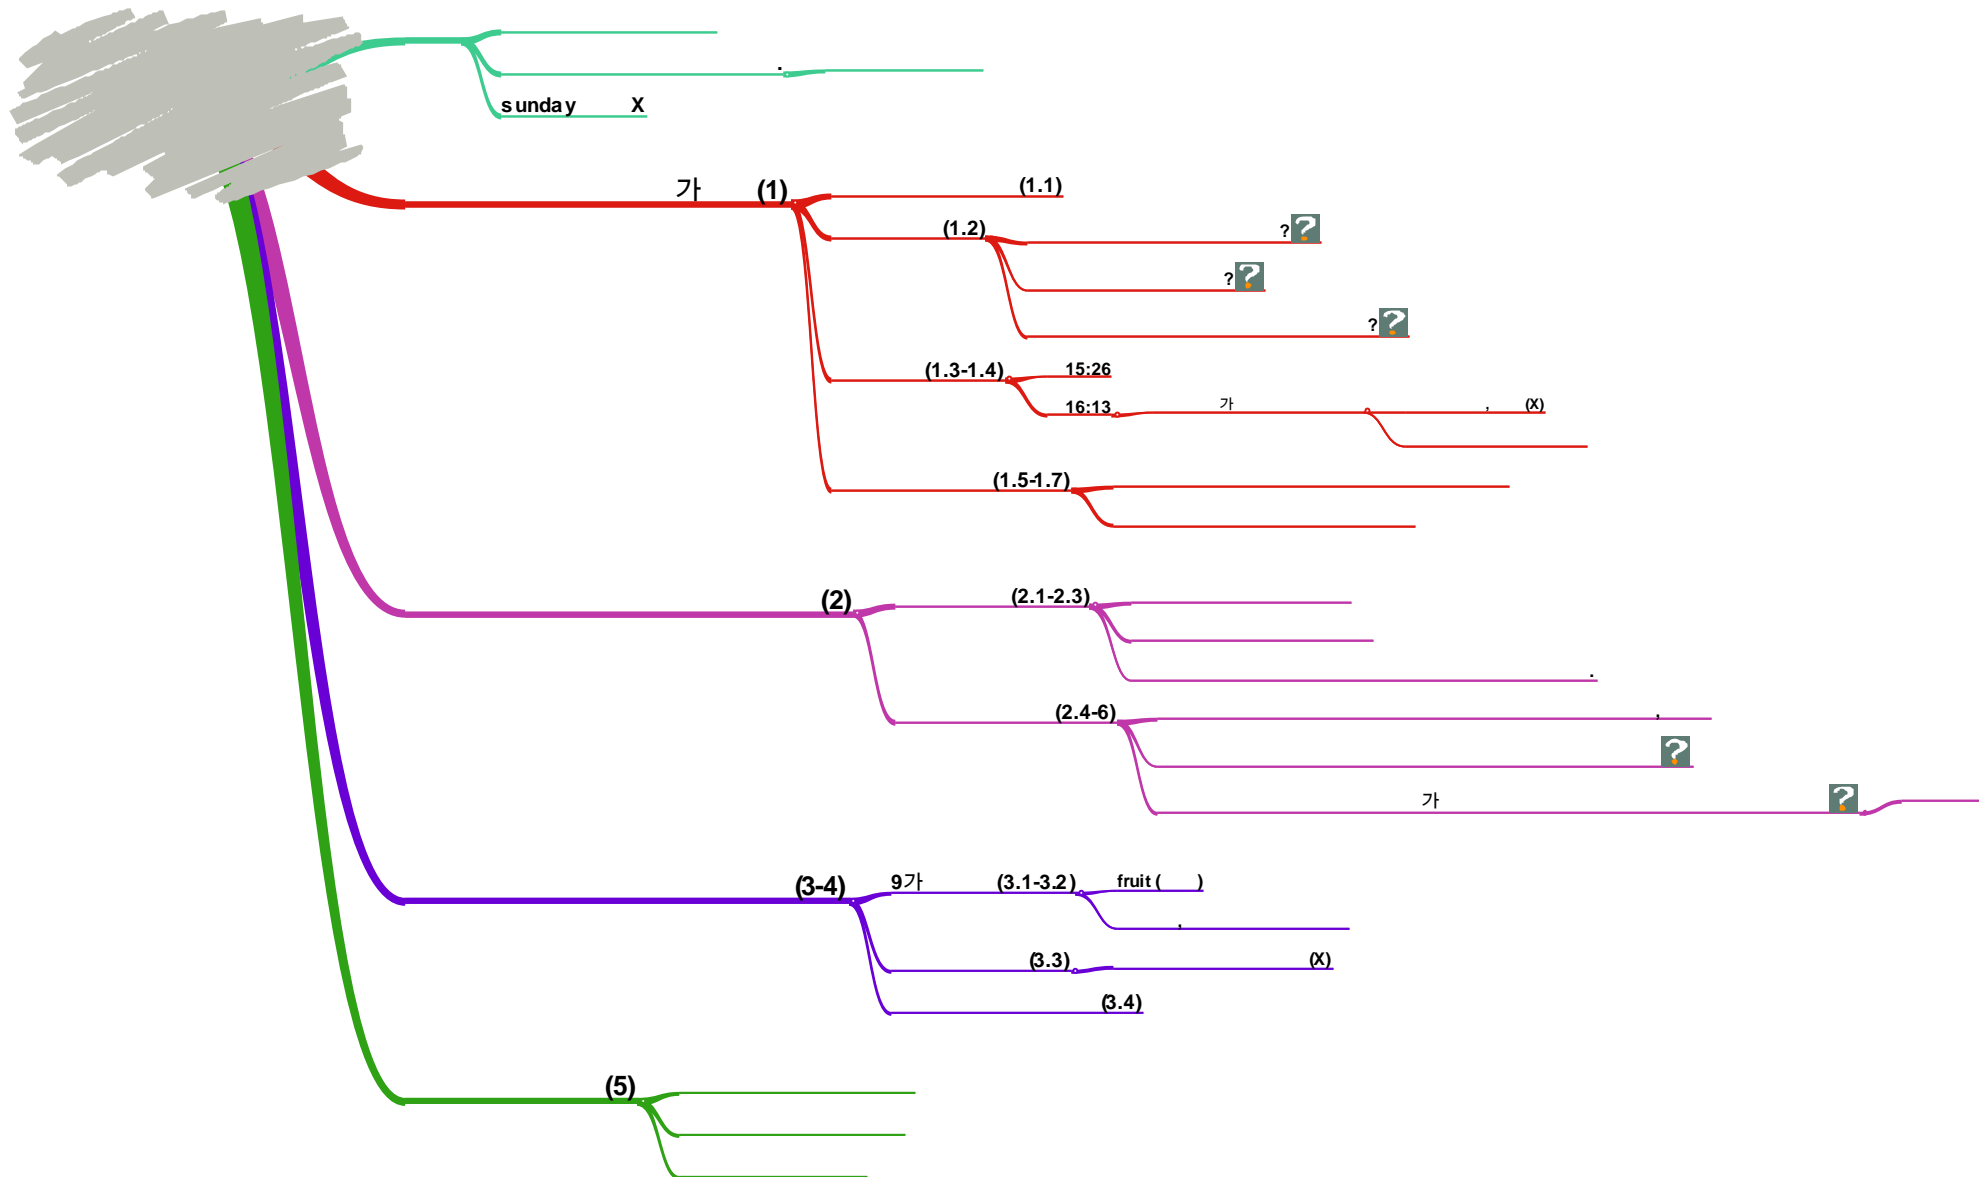 .
sunday X
가 (1)
(1.1)
(1.2)
?
?
?
(1.3-1.4)
15:26
16:13
가
, (X)
(1.5-1.7)
(2)
(2.1-2.3)
.
(2.4-6)
,
가
(3-4)
9가 (3.1-3.2)
fruit ( )
,
(3.3)
(X)
(3.4)
(5)